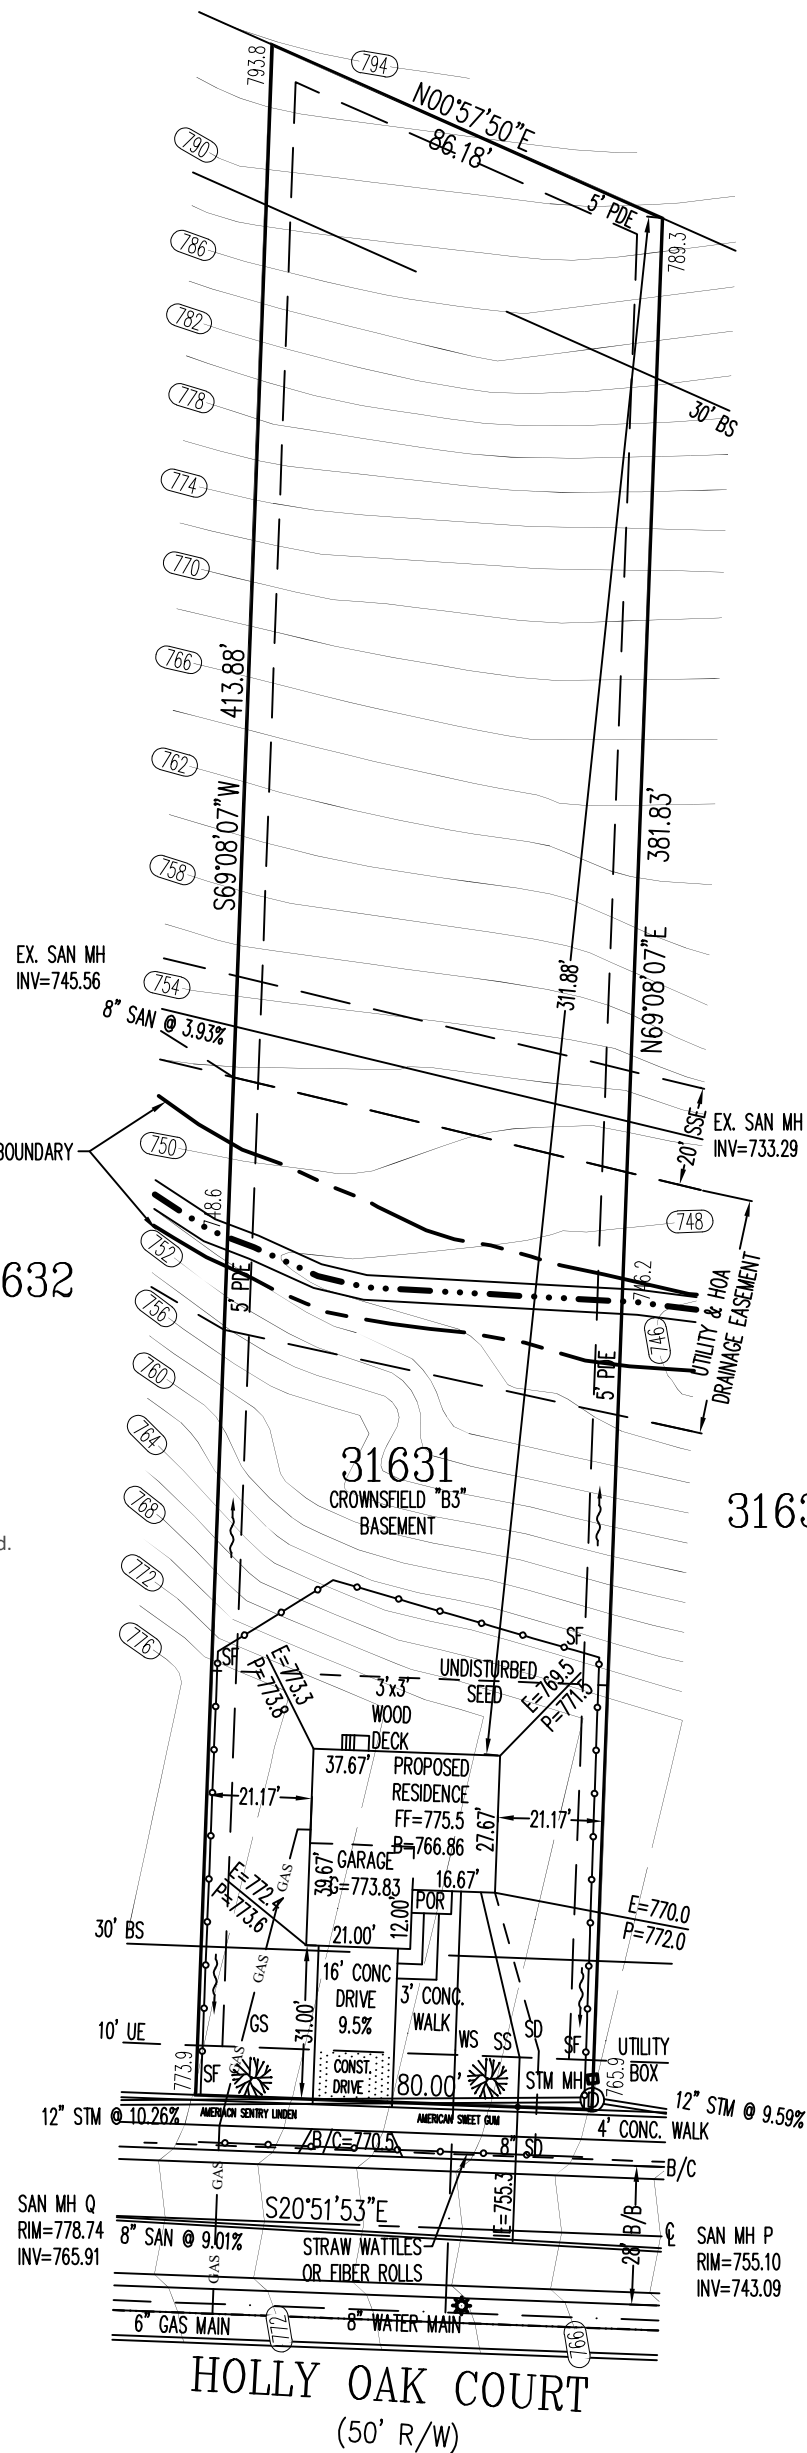 793.8
794
N00°57'50"E
86.18'
790
5' PDE
789.3
786
782
778
30' BS
774
770
766
413.88'
762
S69°08'07"W
381.83'
758
N69°08'07"E
EX. SAN MH
INV=745.56
754
311.88'
8" SAN @ 3.93%
20' SSE
EX. SAN MH
INV=733.29
BOUNDARY
750
748.6
748
752
632
5' PDE
746.2
UTILITY & HOA
DRAINAGE EASEMENT
756
746
5' PDE
760
764
31631
CROWNSFIELD "B3"
BASEMENT
768
3163
d.
772
776
SF
E=773.3
P=773.8
3'x3'
WOOD
DECK
UNDISTURBED
SEED
SF
E=769.5
P=771.5
37.67'
PROPOSED
RESIDENCE
FF=775.5
B=766.86
21.17'
27.67'
21.17'
GAS
GARAGE
G=773.83
39.67'
E=772.4
P=773.6
16.67'
POR
12.00'
E=770.0
P=772.0
30' BS
21.00'
GAS
16' CONC
DRIVE
9.5%
3' CONC.
WALK
31.00'
10' UE
GS
WS
SS
SD
SF
UTILITY
BOX
773.9
SF
GAS
CONST.
DRIVE
80.00'
STM MH
765.9
12" STM @ 10.26%
AMERIACN SENTRY LINDEN
AMERICAN SWEET GUM
12" STM @ 9.59%
4' CONC. WALK
B/C=770.5
8" SD
B/C
GAS
SAN MH Q
RIM=778.74
INV=765.91
S20°51'53"E
IE=755.3
28' B/B
℄
8" SAN @ 9.01%
STRAW WATTLES
OR FIBER ROLLS
GAS
SAN MH P
RIM=755.10
INV=743.09
6" GAS MAIN
772
8" WATER MAIN
766
HOLLY OAK COURT
(50' R/W)